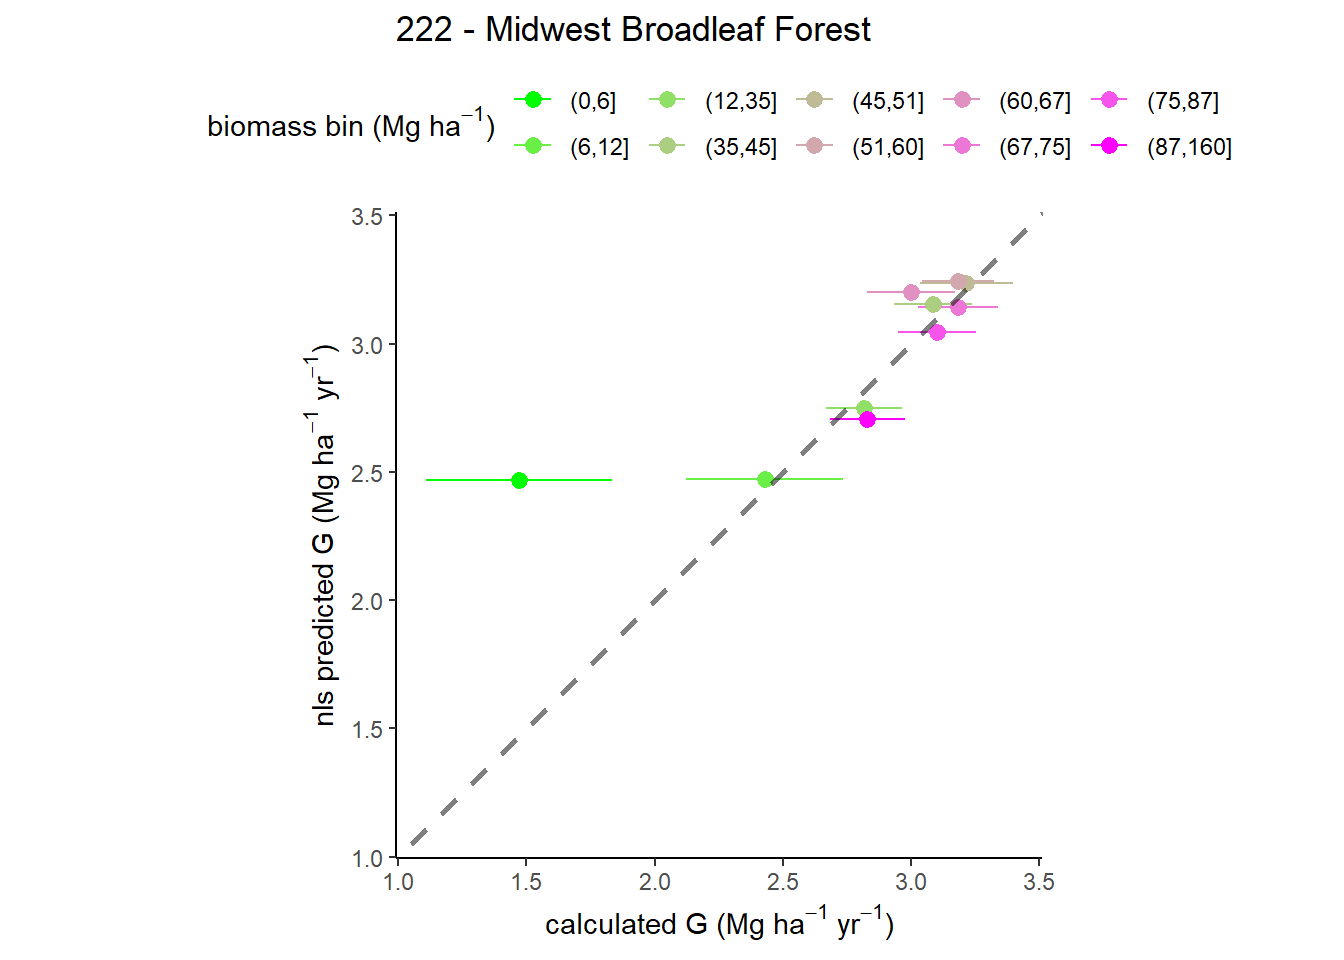 222 - Midwest Broadleaf Forest
biomass bin (Mg ha⁻¹)
(0,6] (12,35] (45,51] (60,67] (75,87]
(6,12] (35,45] (51,60] (67,75] (87,160]
nls predicted G (Mg ha⁻¹ yr⁻¹)
3.5
3.0
2.5
2.0
1.5
1.0
1.0 1.5 2.0 2.5 3.0 3.5
calculated G (Mg ha⁻¹ yr⁻¹)